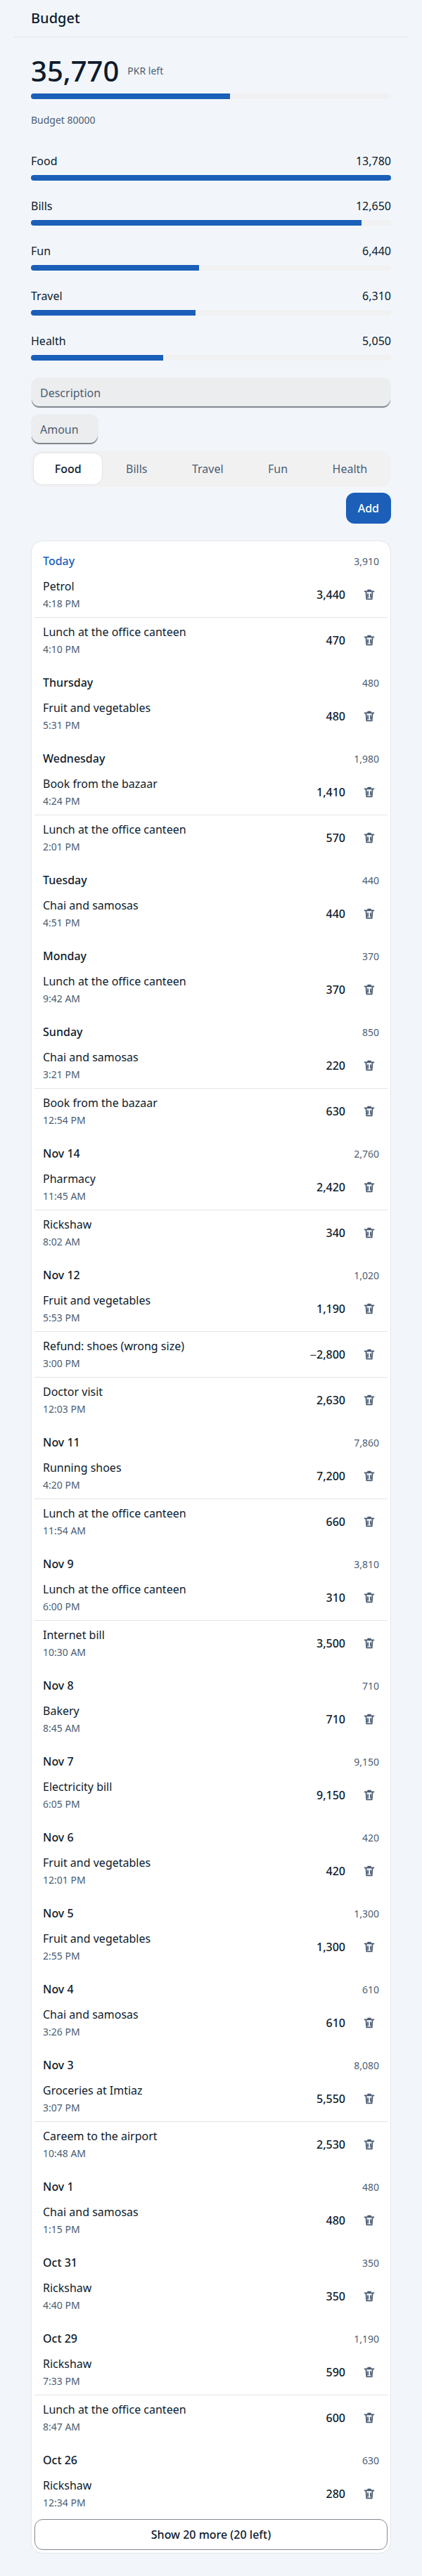 Budget
35,770 PKR left
Budget 80000
Food 13,780
Bills 12,650
Fun 6,440
Travel 6,310
Health 5,050
Description
Amoun
Food Bills Travel Fun Health
Add
Today 3,910
Petrol 3,440
4:18 PM
Lunch at the office canteen 470
4:10 PM
Thursday 480
Fruit and vegetables 480
5:31 PM
Wednesday 1,980
Book from the bazaar 1,410
4:24 PM
Lunch at the office canteen 570
2:01 PM
Tuesday 440
Chai and samosas 440
4:51 PM
Monday 370
Lunch at the office canteen 370
9:42 AM
Sunday 850
Chai and samosas 220
3:21 PM
Book from the bazaar 630
12:54 PM
Nov 14 2,760
Pharmacy 2,420
11:45 AM
Rickshaw 340
8:02 AM
Nov 12 1,020
Fruit and vegetables 1,190
5:53 PM
Refund: shoes (wrong size) −2,800
3:00 PM
Doctor visit 2,630
12:03 PM
Nov 11 7,860
Running shoes 7,200
4:20 PM
Lunch at the office canteen 660
11:54 AM
Nov 9 3,810
Lunch at the office canteen 310
6:00 PM
Internet bill 3,500
10:30 AM
Nov 8 710
Bakery 710
8:45 AM
Nov 7 9,150
Electricity bill 9,150
6:05 PM
Nov 6 420
Fruit and vegetables 420
12:01 PM
Nov 5 1,300
Fruit and vegetables 1,300
2:55 PM
Nov 4 610
Chai and samosas 610
3:26 PM
Nov 3 8,080
Groceries at Imtiaz 5,550
3:07 PM
Careem to the airport 2,530
10:48 AM
Nov 1 480
Chai and samosas 480
1:15 PM
Oct 31 350
Rickshaw 350
4:40 PM
Oct 29 1,190
Rickshaw 590
7:33 PM
Lunch at the office canteen 600
8:47 AM
Oct 26 630
Rickshaw 280
12:34 PM
Show 20 more (20 left)